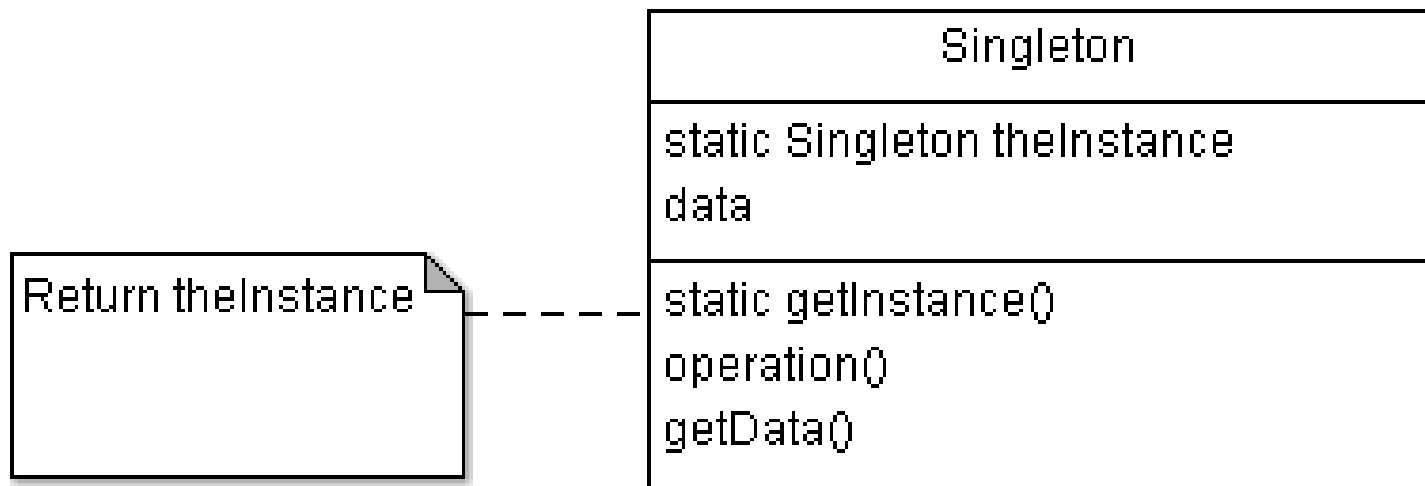 Singleton
static Singleton theInstance
data
Return theInstance
static getInstance()
operation()
getData()